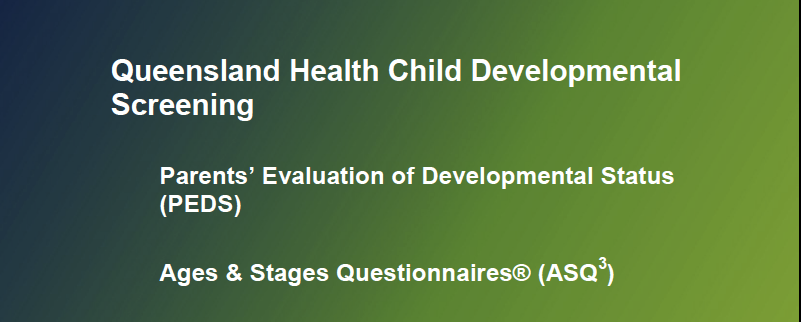 Queensland Health Child Developmental
Screening
Parents’ Evaluation of Developmental Status
(PEDS)
Ages & Stages Questionnaires® (ASQ³)